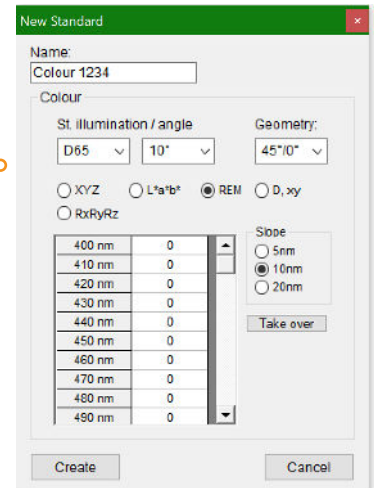 New Standard
Name:
Colour 1234
Colour
St. illumination / angle Geometry:
D65 10° 45°/0°
XYZ L*a*b* REM D, xy
RxRyRz
Slope
5nm
10nm
20nm
Take over
400 nm 0
410 nm 0
420 nm 0
430 nm 0
440 nm 0
450 nm 0
460 nm 0
470 nm 0
480 nm 0
490 nm 0
Create Cancel